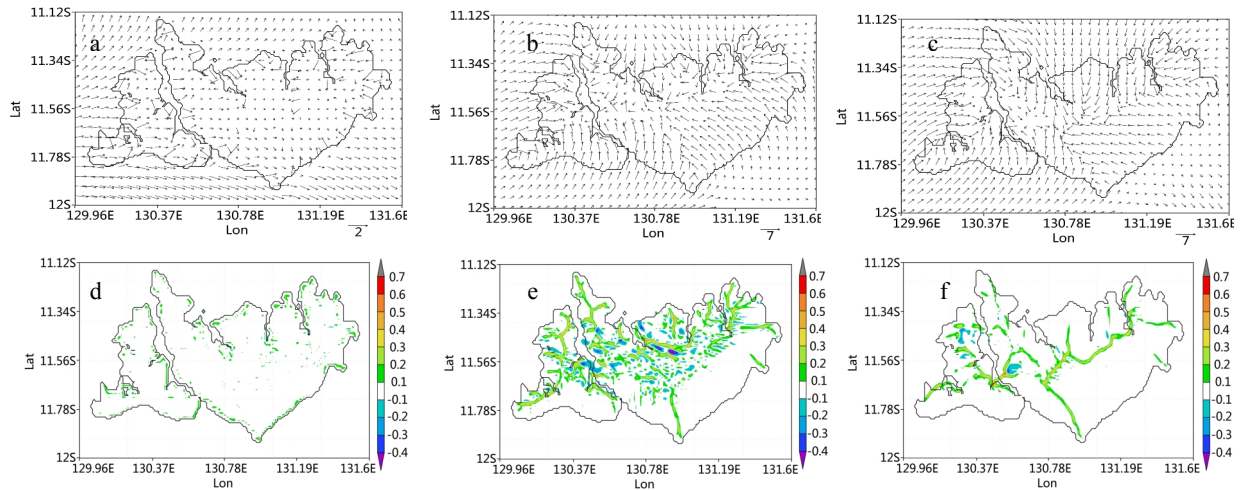 a
11.12S
11.34S
11.56S
11.78S
12S
Lat
129.96E 130.37E 130.78E 131.19E 131.6E
Lon
2
b
11.12S
11.34S
11.56S
11.78S
12S
Lat
129.96E 130.37E 130.78E 131.19E 131.6E
Lon
7
c
11.12S
11.34S
11.56S
11.78S
12S
Lat
129.96E 130.37E 130.78E 131.19E 131.6E
Lon
7
d
11.12S
11.34S
11.56S
11.78S
12S
Lat
129.96E 130.37E 130.78E 131.19E 131.6E
Lon
0.7
0.6
0.5
0.4
0.3
0.2
0.1
-0.1
-0.2
-0.3
-0.4
e
11.12S
11.34S
11.56S
11.78S
12S
Lat
129.96E 130.37E 130.78E 131.19E 131.6E
Lon
0.7
0.6
0.5
0.4
0.3
0.2
0.1
-0.1
-0.2
-0.3
-0.4
f
11.12S
11.34S
11.56S
11.78S
12S
Lat
129.96E 130.37E 130.78E 131.19E 131.6E
Lon
0.7
0.6
0.5
0.4
0.3
0.2
0.1
-0.1
-0.2
-0.3
-0.4